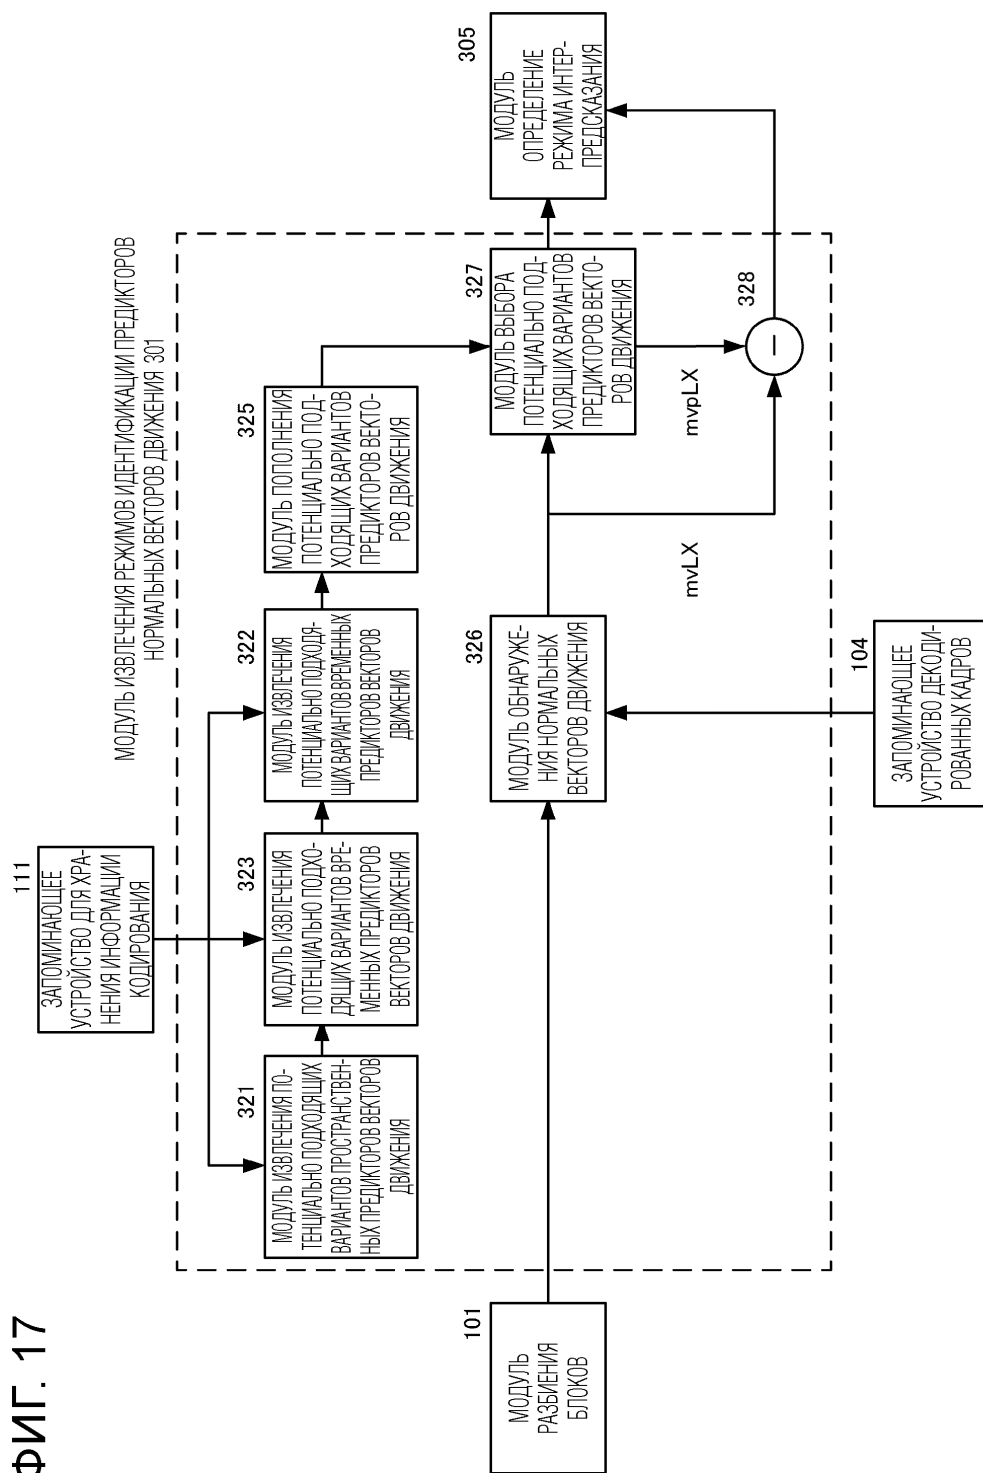 ФИГ. 17
МОДУЛЬ ИЗВЛЕЧЕНИЯ РЕЖИМОВ ИДЕНТИФИКАЦИИ ПРЕДИКТОРОВ
НОРМАЛЬНЫХ ВЕКТОРОВ ДВИЖЕНИЯ 301
111
ЗАПОМИНАЮЩЕЕ
УСТРОЙСТВО ДЛЯ ХРА-
НЕНИЯ ИНФОРМАЦИИ
КОДИРОВАНИЯ
321
МОДУЛЬ ИЗВЛЕЧЕНИЯ ПО-
ТЕНЦИАЛЬНО ПОДХОДЯЩИХ
ВАРИАНТОВ ПРОСТРАНСТВЕН-
НЫХ ПРЕДИКТОРОВ ВЕКТОРОВ
ДВИЖЕНИЯ
323
МОДУЛЬ ИЗВЛЕЧЕНИЯ
ПОТЕНЦИАЛЬНО ПОДХО-
ДЯЩИХ ВАРИАНТОВ ВРЕ-
МЕННЫХ ПРЕДИКТОРОВ
ВЕКТОРОВ ДВИЖЕНИЯ
322
МОДУЛЬ ИЗВЛЕЧЕНИЯ
ПОТЕНЦИАЛЬНО ПОДХОДЯ-
ЩИХ ВАРИАНТОВ ВРЕМЕННЫХ
ПРЕДИКТОРОВ ВЕКТОРОВ
ДВИЖЕНИЯ
325
МОДУЛЬ ПОПОЛНЕНИЯ
ПОТЕНЦИАЛЬНО ПОД-
ХОДЯЩИХ ВАРИАНТОВ
ПРЕДИКТОРОВ ВЕКТО-
РОВ ДВИЖЕНИЯ
101
МОДУЛЬ
РАЗБИЕНИЯ
БЛОКОВ
326
МОДУЛЬ ОБНАРУЖЕ-
НИЯ НОРМАЛЬНЫХ
ВЕКТОРОВ ДВИЖЕНИЯ
327
МОДУЛЬ ВЫБОРА
ПОТЕНЦИАЛЬНО ПОД-
ХОДЯЩИХ ВАРИАНТОВ
ПРЕДИКТОРОВ ВЕКТО-
РОВ ДВИЖЕНИЯ
305
МОДУЛЬ
ОПРЕДЕЛЕНИЕ
РЕЖИМА ИНТЕР-
ПРЕДСКАЗАНИЯ
mvLX
mvpLX
328
−
104
ЗАПОМИНАЮЩЕЕ
УСТРОЙСТВО ДЕКОДИ-
РОВАННЫХ КАДРОВ